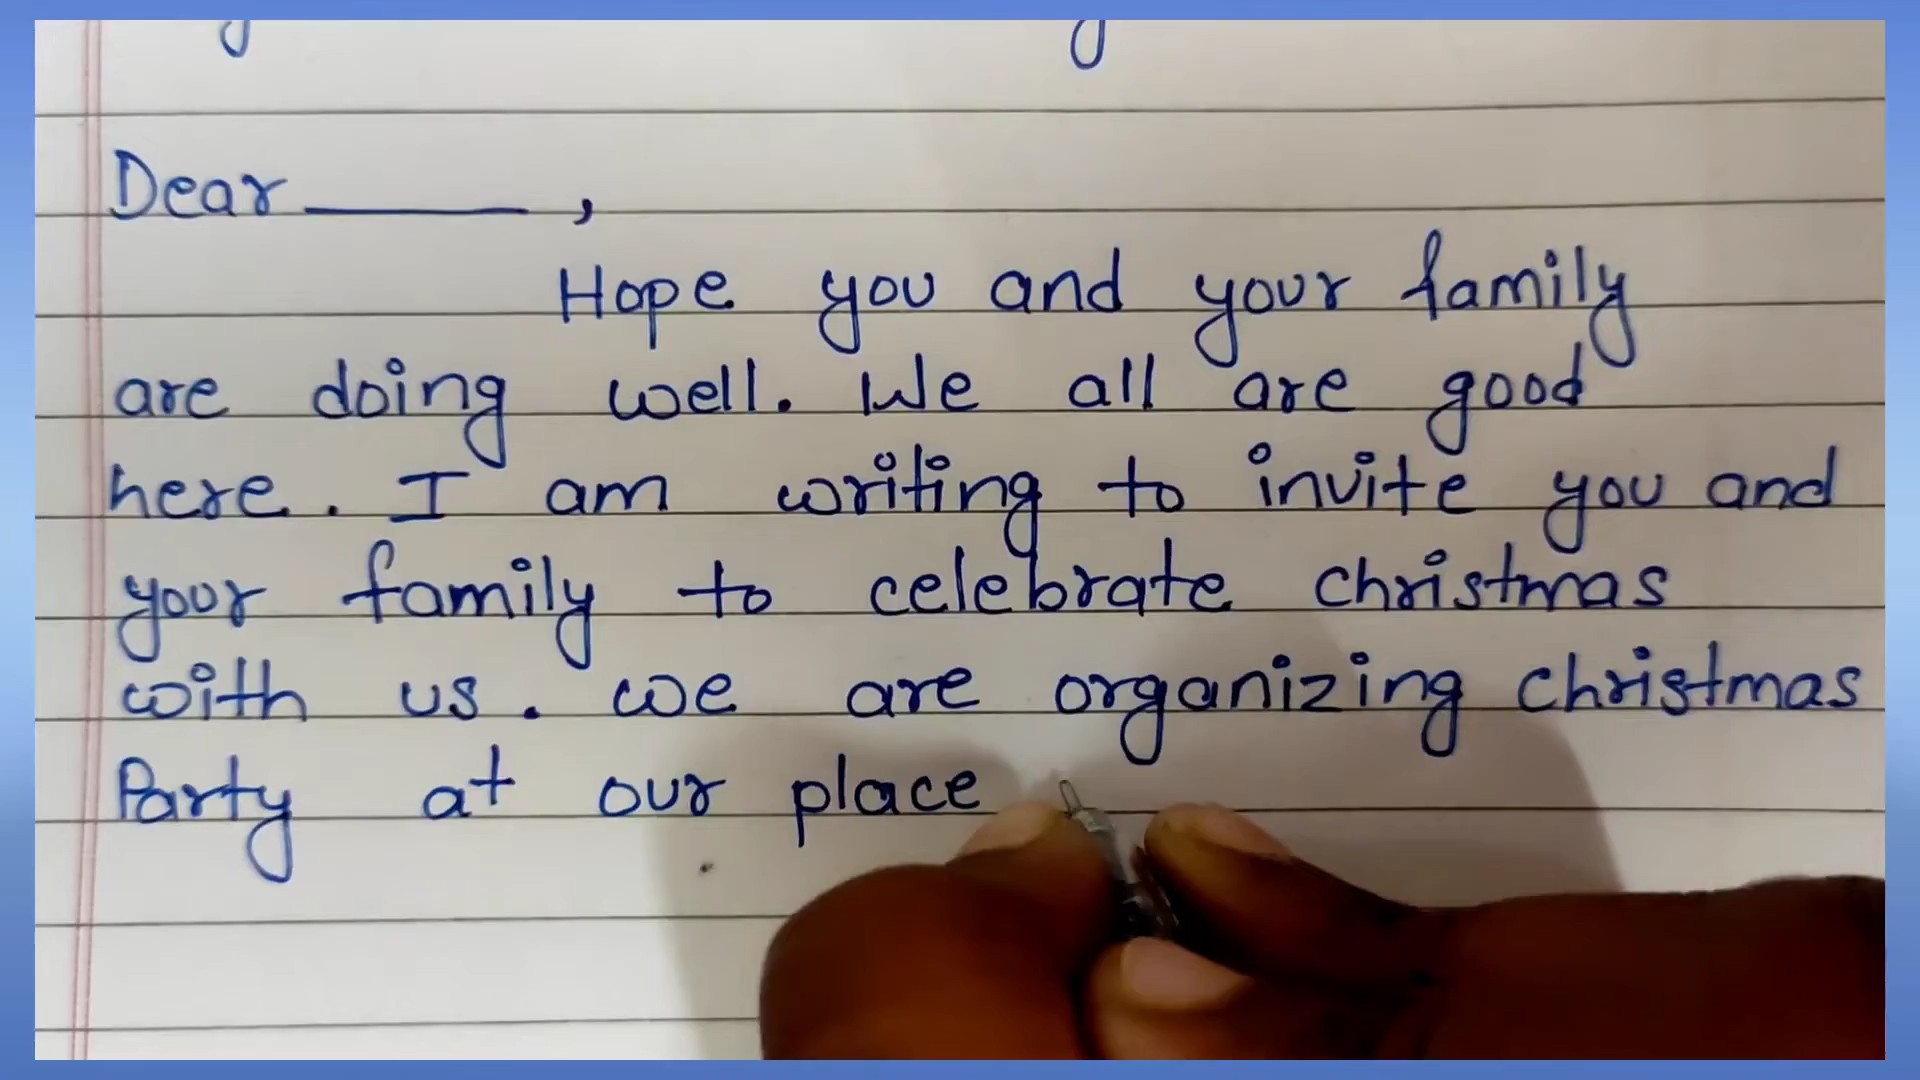 Dear ______ ,
Hope you and your family
are doing well. We all are good
here. I am writing to invite you and
your family to celebrate christmas
with us. we are organizing christmas
Party at our place